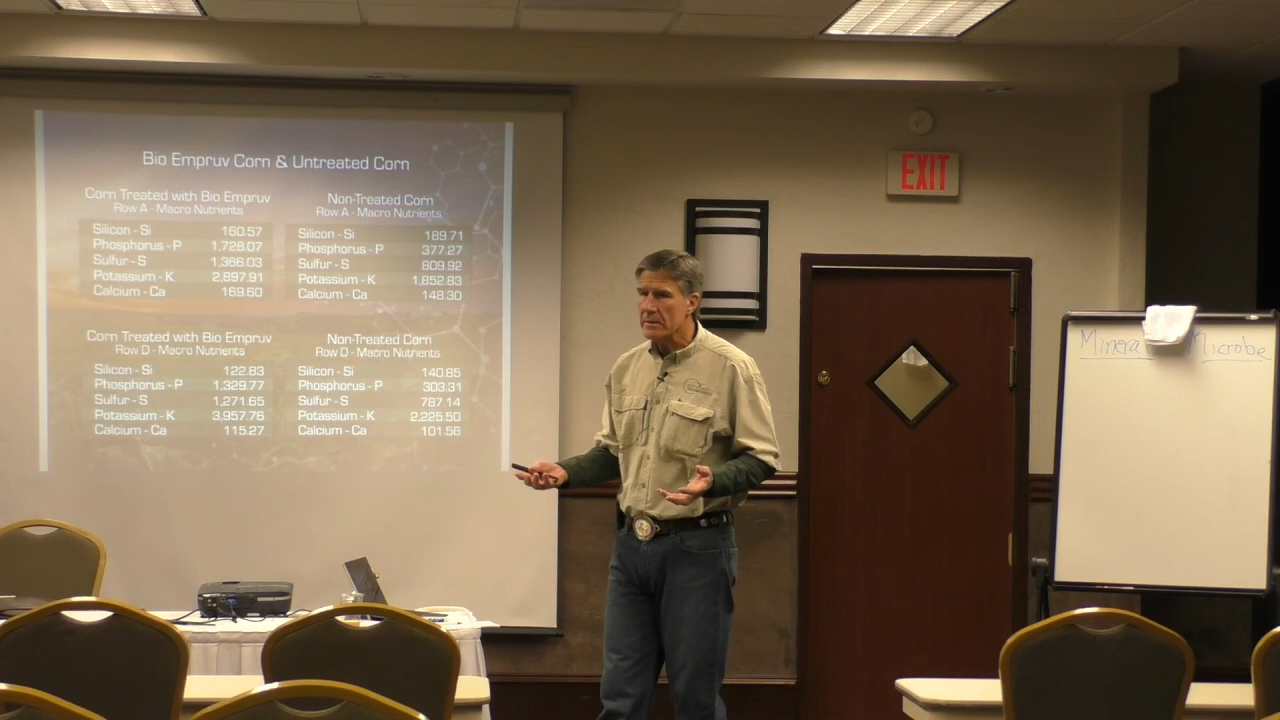 Bio Empruv Corn & Untreated Corn
Corn Treated with Bio Empruv
Row A - Macro Nutrients
Silicon - Si 160.57
Phosphorus - P 1,728.07
Sulfur - S 1,366.03
Potassium - K 2,897.91
Calcium - Ca 169.60
Non-Treated Corn
Row A - Macro Nutrients
Silicon - Si 189.71
Phosphorus - P 377.27
Sulfur - S 809.92
Potassium - K 1,852.83
Calcium - Ca 148.30
Corn Treated with Bio Empruv
Row D - Macro Nutrients
Silicon - Si 122.83
Phosphorus - P 1,329.77
Sulfur - S 1,271.65
Potassium - K 3,957.76
Calcium - Ca 115.27
Non-Treated Corn
Row D - Macro Nutrients
Silicon - Si 140.85
Phosphorus - P 303.31
Sulfur - S 787.14
Potassium - K 2,225.50
Calcium - Ca 101.56
EXIT
Minera Microbe